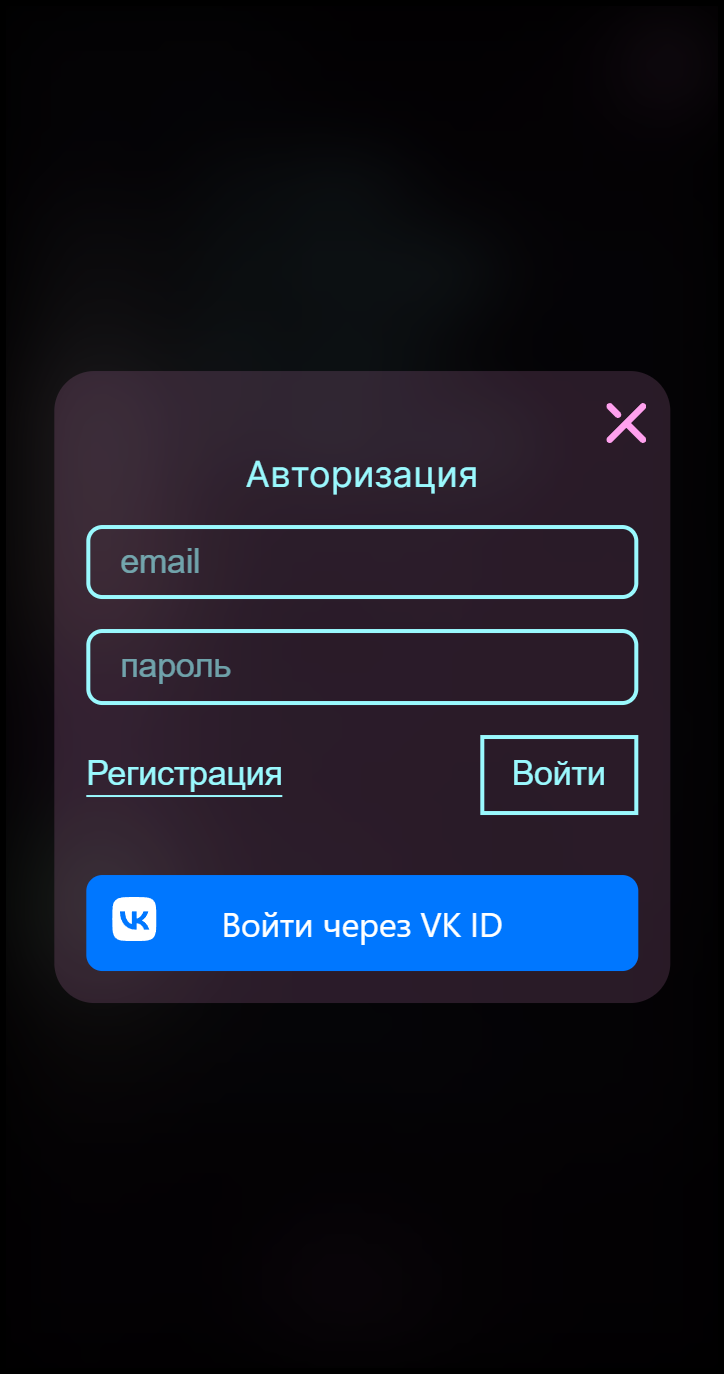 Авторизация
email
пароль
Регистрация
Войти
Войти через VK ID